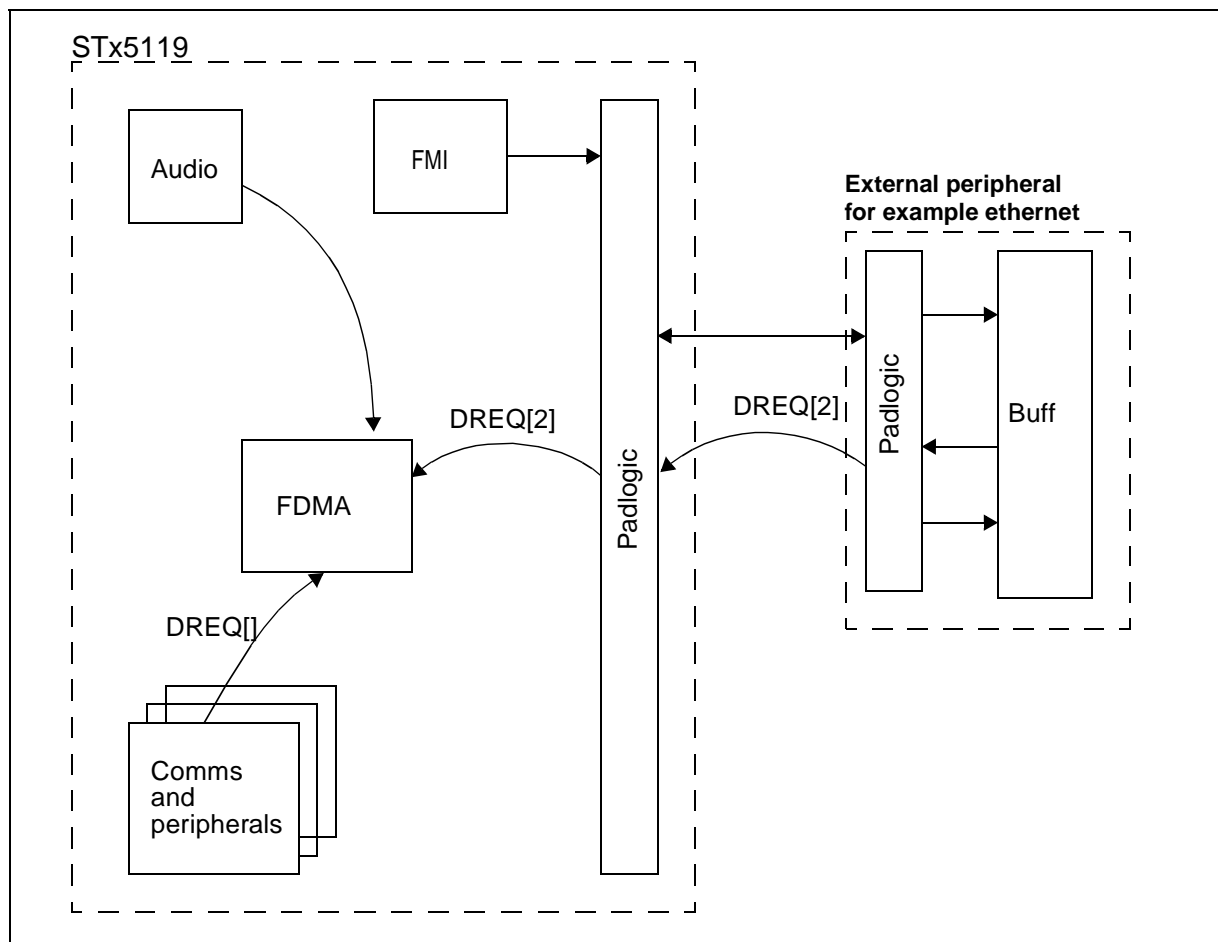 STx5119
Audio
FMI
External peripheral
for example ethernet
DREQ[2]
DREQ[2]
Padlogic
Buff
FDMA
Padlogic
DREQ[]
Comms
and
peripherals